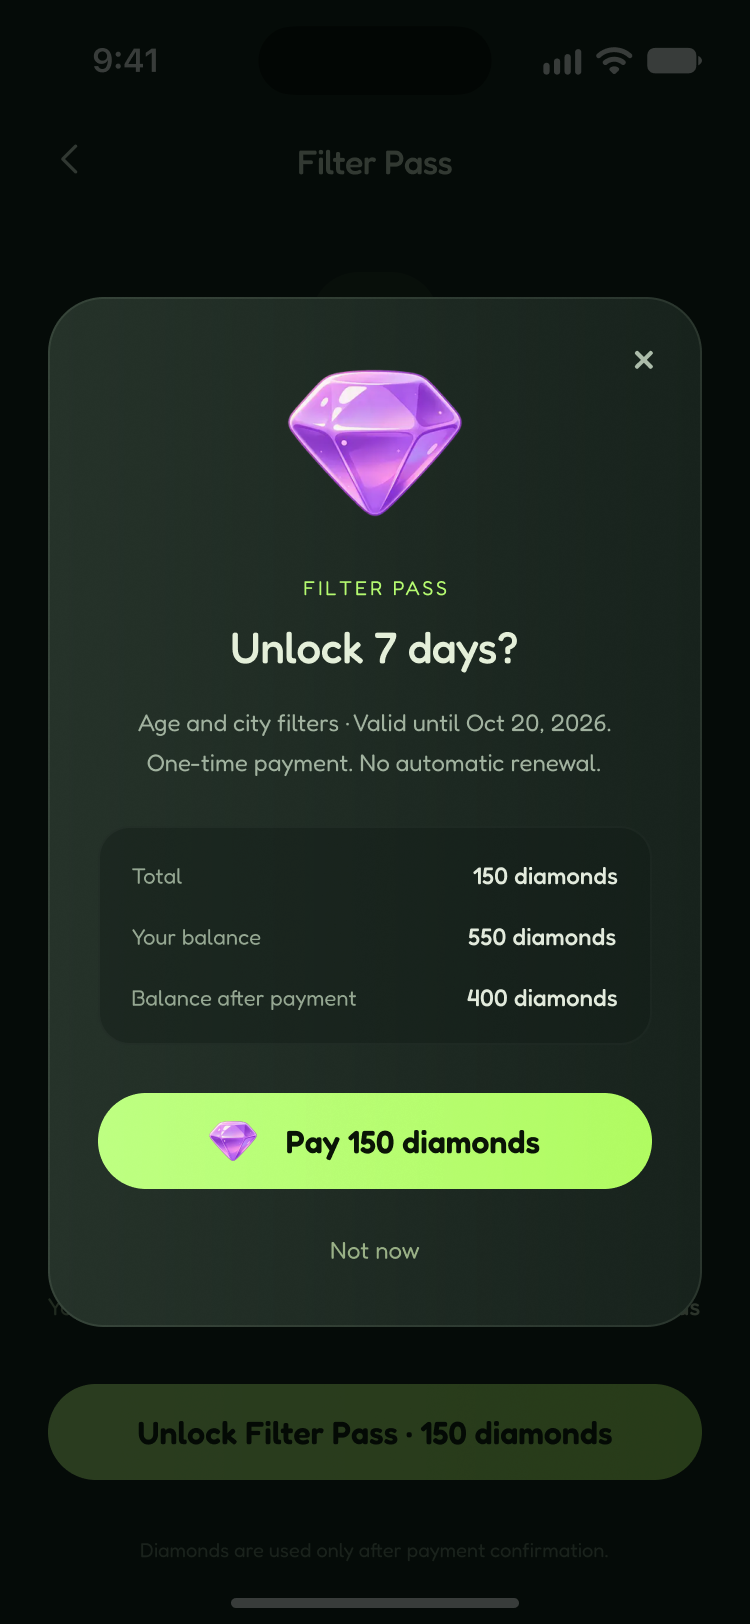 9:41
Filter Pass
FILTER PASS
Unlock 7 days?
Age and city filters · Valid until Oct 20, 2026.
One-time payment. No automatic renewal.
Total 150 diamonds
Your balance 550 diamonds
Balance after payment 400 diamonds
Pay 150 diamonds
Not now
Unlock Filter Pass · 150 diamonds
Diamonds are used only after payment confirmation.